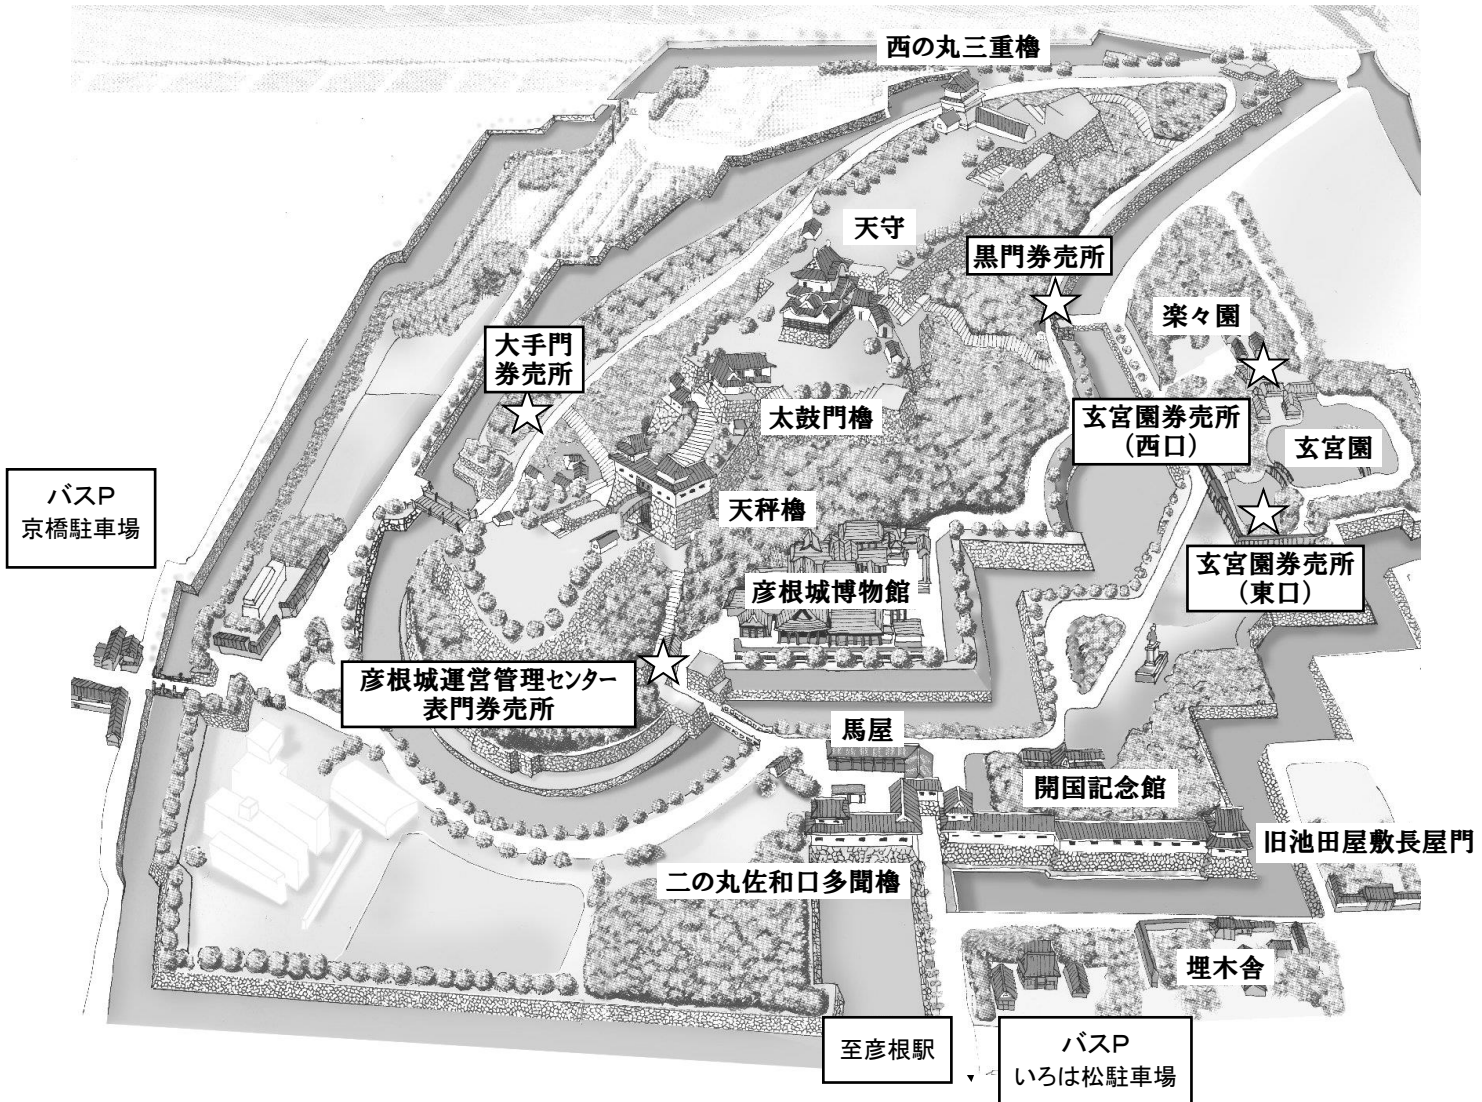 西の丸三重櫓
天守
黒門券売所
楽々園
大手門
券売所
太鼓門櫓
玄宮園券売所
(西口)
玄宮園
バスP
京橋駐車場
天秤櫓
玄宮園券売所
(東口)
彦根城博物館
彦根城運営管理センター
表門券売所
馬屋
開国記念館
旧池田屋敷長屋門
二の丸佐和口多聞櫓
埋木舎
至彦根駅
バスP
いろは松駐車場